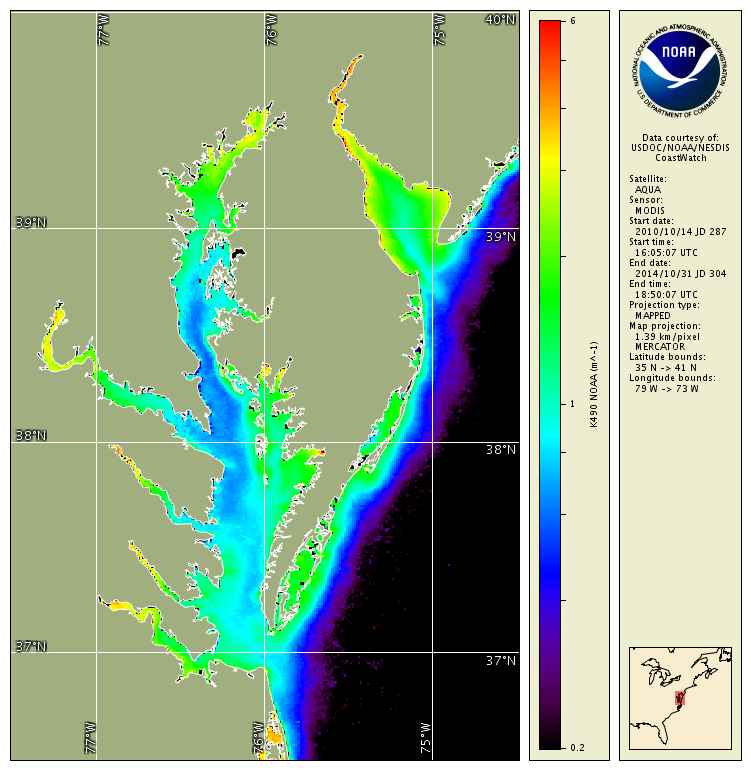 77°W
76°W
75°W
40°N
39°N
39°N
38°N
38°N
37°N
37°N
77°W
76°W
75°W
6
1
0.2
K490 NOAA (m^-1)
NATIONAL OCEANIC AND ATMOSPHERIC ADMINISTRATION
NOAA
U.S. DEPARTMENT OF COMMERCE
Data courtesy of:
USDOC/NOAA/NESDIS
CoastWatch
Satellite:
AQUA
Sensor:
MODIS
Start date:
2010/10/14 JD 287
Start time:
16:05:07 UTC
End date:
2014/10/31 JD 304
End time:
18:50:07 UTC
Projection type:
MAPPED
Map projection:
1.39 km/pixel
MERCATOR
Latitude bounds:
35 N -> 41 N
Longitude bounds:
79 W -> 73 W